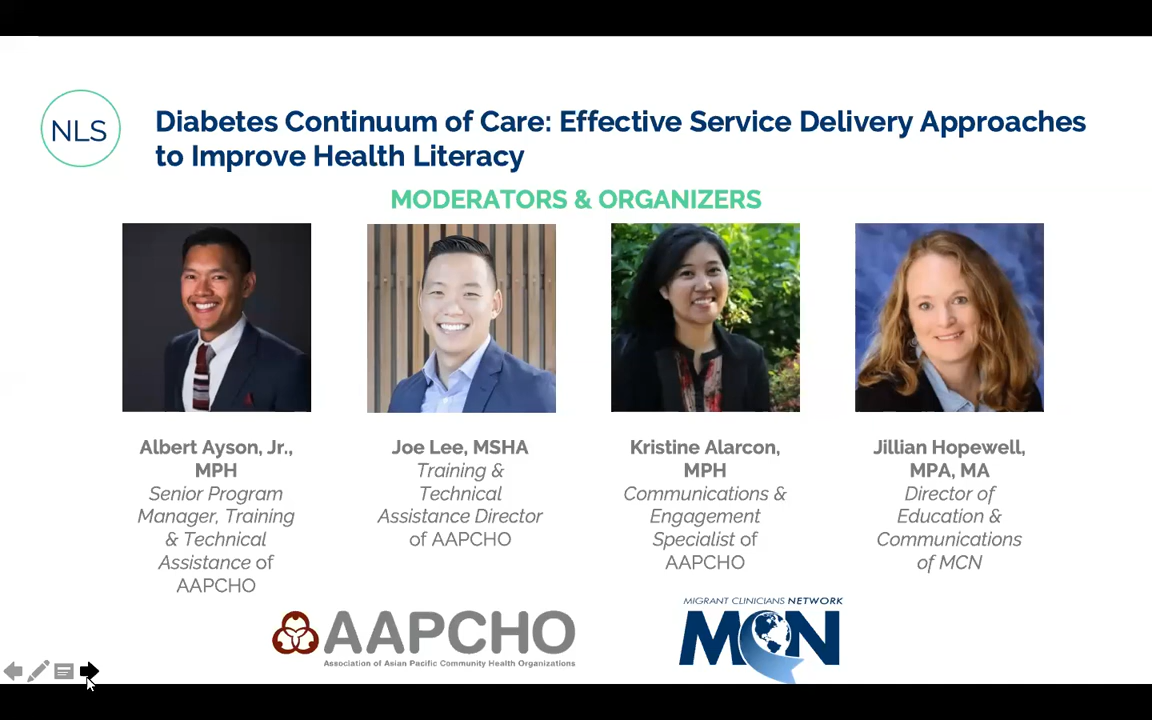 NLS
Diabetes Continuum of Care: Effective Service Delivery Approaches
to Improve Health Literacy
MODERATORS & ORGANIZERS
Albert Ayson, Jr.,
MPH
Senior Program
Manager, Training
& Technical
Assistance of
AAPCHO
Joe Lee, MSHA
Training &
Technical
Assistance Director
of AAPCHO
Kristine Alarcon,
MPH
Communications &
Engagement
Specialist of
AAPCHO
Jillian Hopewell,
MPA, MA
Director of
Education &
Communications
of MCN
AAPCHO
Association of Asian Pacific Community Health Organizations
MIGRANT CLINICIANS NETWORK
MCN